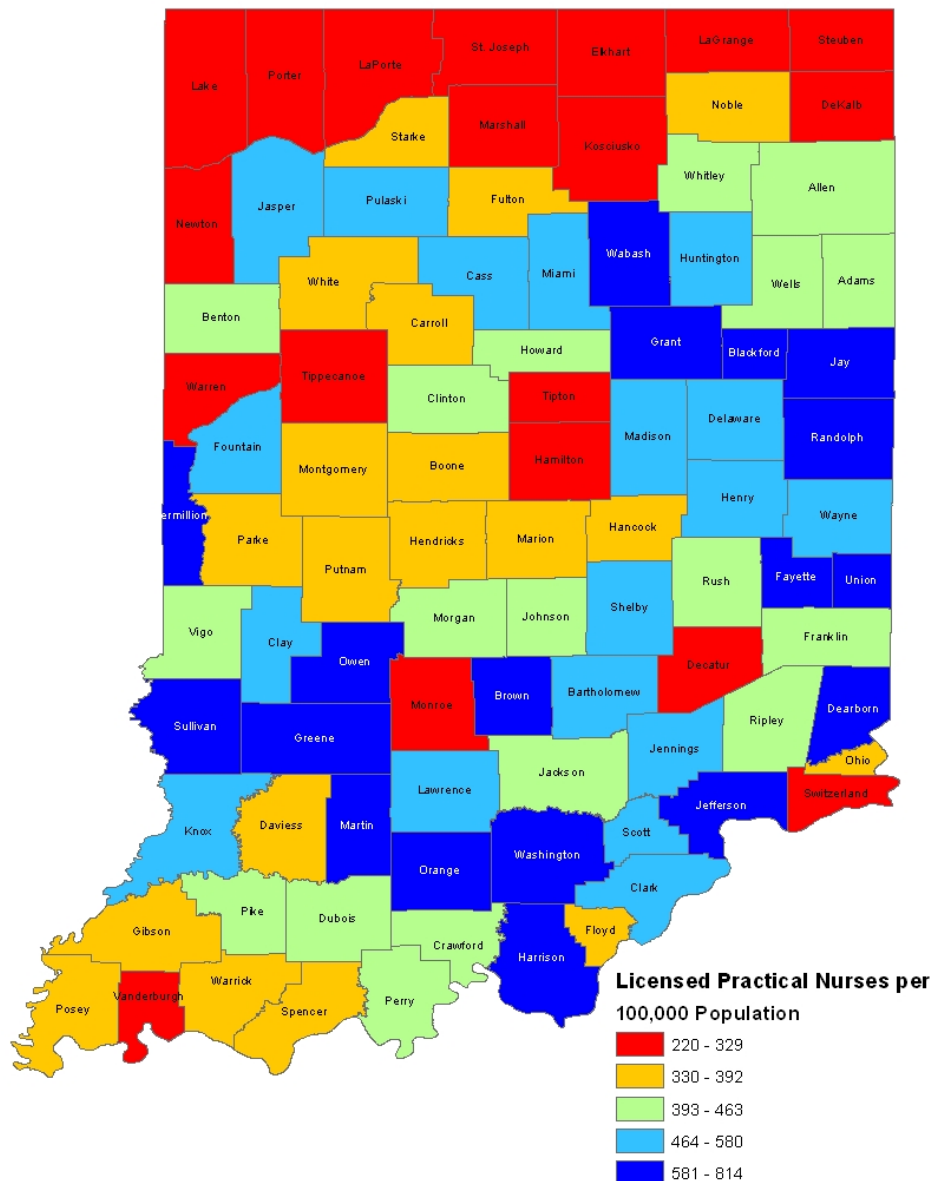 St. Joseph
Elkhart
LaGrange
Steuben
LaPorte
Porter
Lake
Noble
DeKalb
Starke
Marshall
Kosciusko
Whitley
Allen
Newton
Jasper
Pulaski
Fulton
Wabash
Huntington
White
Cass
Miami
Wells
Adams
Benton
Carroll
Howard
Grant
Blackford
Jay
Warren
Tippecanoe
Clinton
Tipton
Madison
Delaware
Randolph
Fountain
Montgomery
Boone
Hamilton
Henry
Wayne
ermillion
Parke
Putnam
Hendricks
Marion
Hancock
Rush
Fayette
Union
Vigo
Clay
Owen
Morgan
Johnson
Shelby
Franklin
Decatur
Sullivan
Greene
Monroe
Brown
Bartholomew
Ripley
Dearborn
Jennings
Ohio
Switzerland
Knox
Daviess
Martin
Lawrence
Jackson
Jefferson
Scott
Orange
Washington
Clark
Gibson
Pike
Dubois
Crawford
Harrison
Floyd
Posey
Vanderburgh
Warrick
Spencer
Perry
Licensed Practical Nurses per
100,000 Population
220 - 329
330 - 392
393 - 463
464 - 580
581 - 814